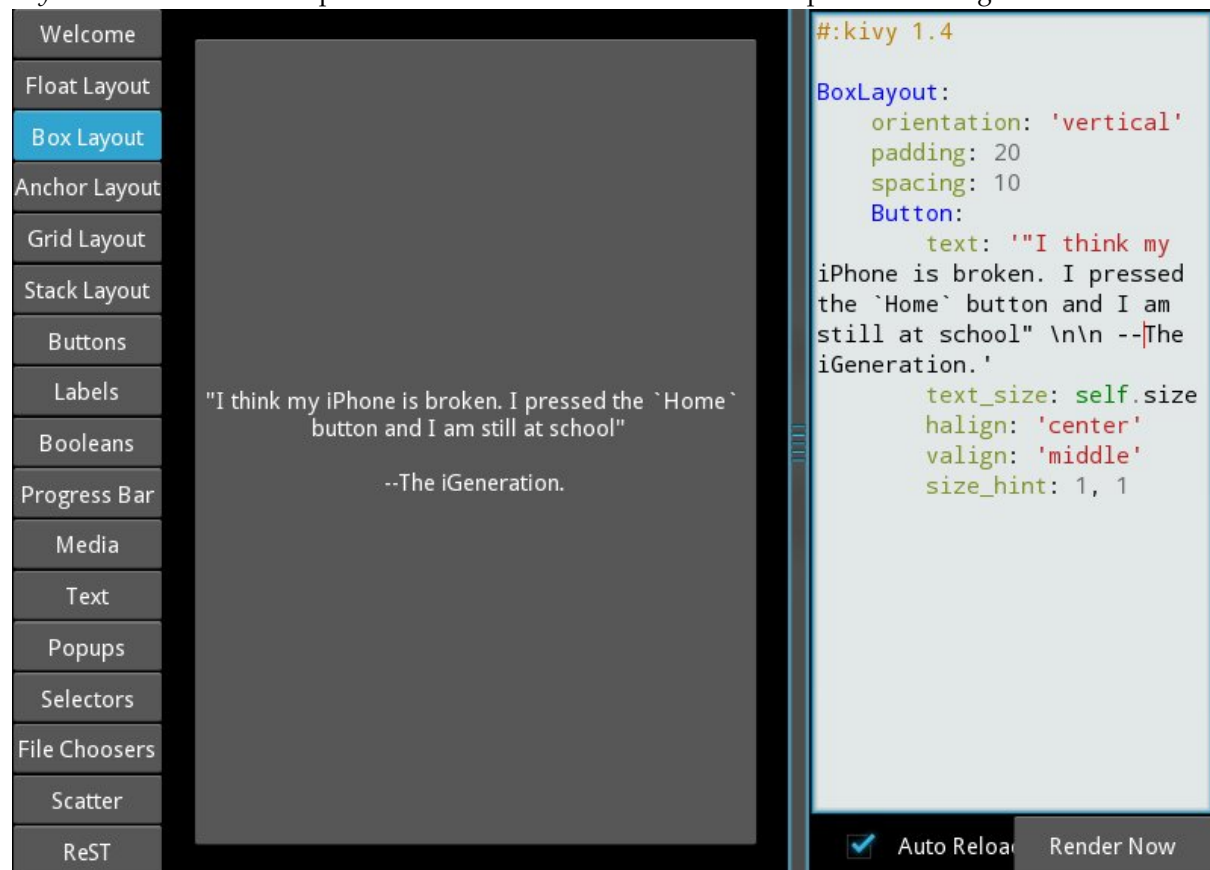 Welcome
Float Layout
Box Layout
Anchor Layout
Grid Layout
Stack Layout
Buttons
Labels
Booleans
Progress Bar
Media
Text
Popups
Selectors
File Choosers
Scatter
ReST
"I think my iPhone is broken. I pressed the `Home`
button and I am still at school"
--The iGeneration.
#:kivy 1.4
BoxLayout:
    orientation: 'vertical'
    padding: 20
    spacing: 10
    Button:
        text: '"I think my
iPhone is broken. I pressed
the `Home` button and I am
still at school" \n\n --The
iGeneration.'
        text_size: self.size
        halign: 'center'
        valign: 'middle'
        size_hint: 1, 1
Auto Reloa
Render Now